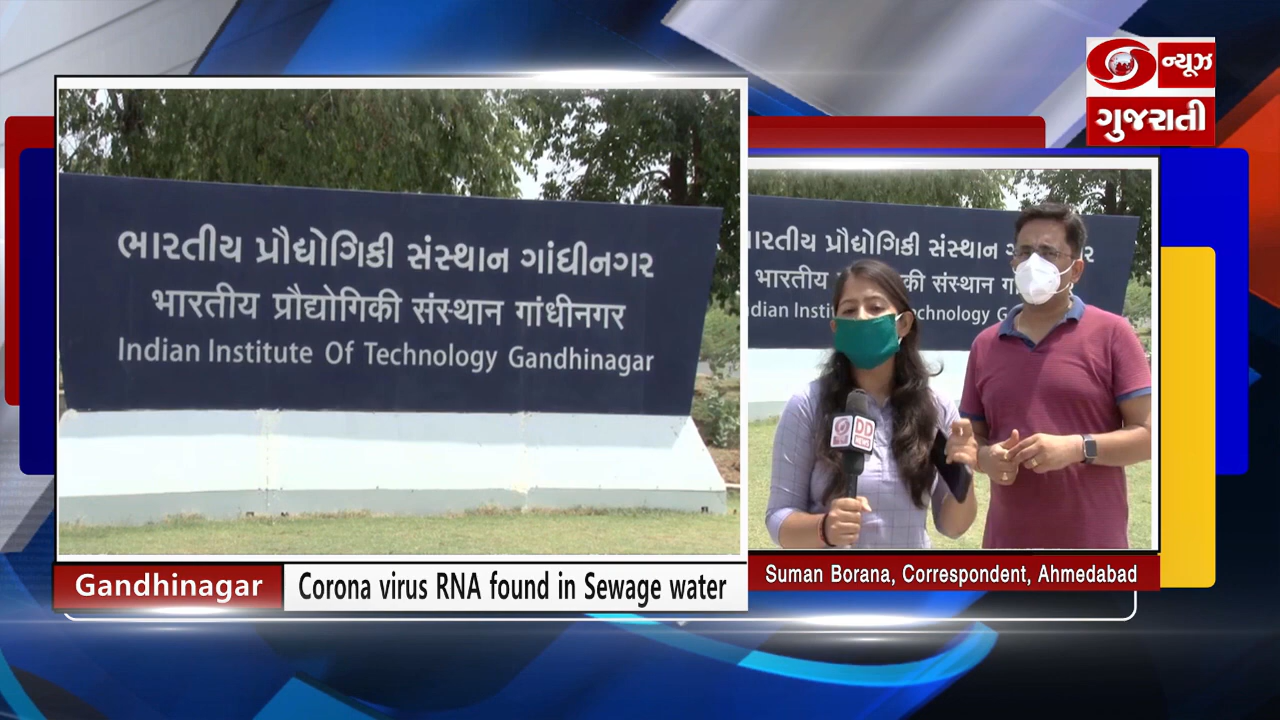 न्यूझ
ગુજરાતી
ભારતીય પ્રૌદ્યોગિકી સંસ્થાન ગાંધીનગર
भारतीय प्रौद्योगिकी संस्थान गांधीनगर
Indian Institute Of Technology Gandhinagar
DD
NEWS
Gandhinagar
Corona virus RNA found in Sewage water
Suman Borana, Correspondent, Ahmedabad